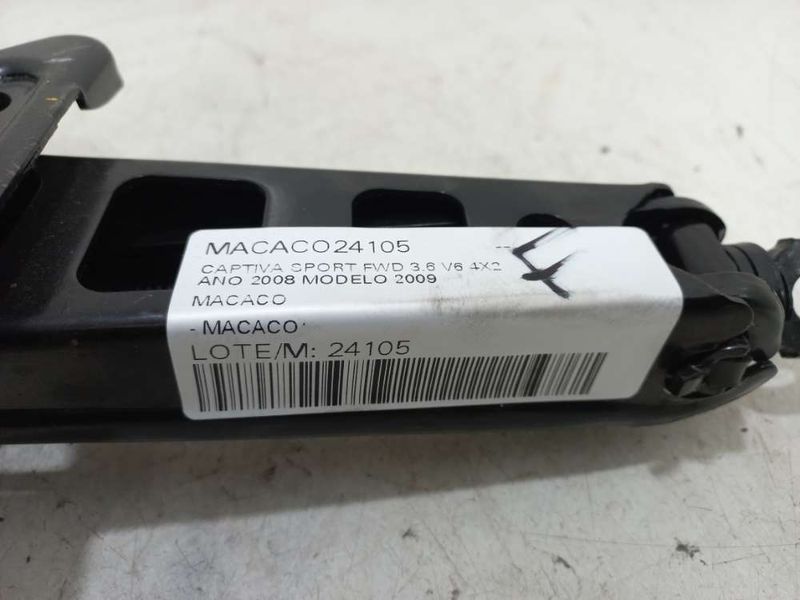 MACACO24105
CAPTIVA SPORT FWD 3.6 V6 4X2
ANO 2008 MODELO 2009
MACACO
- MACACO
LOTE/M: 24105